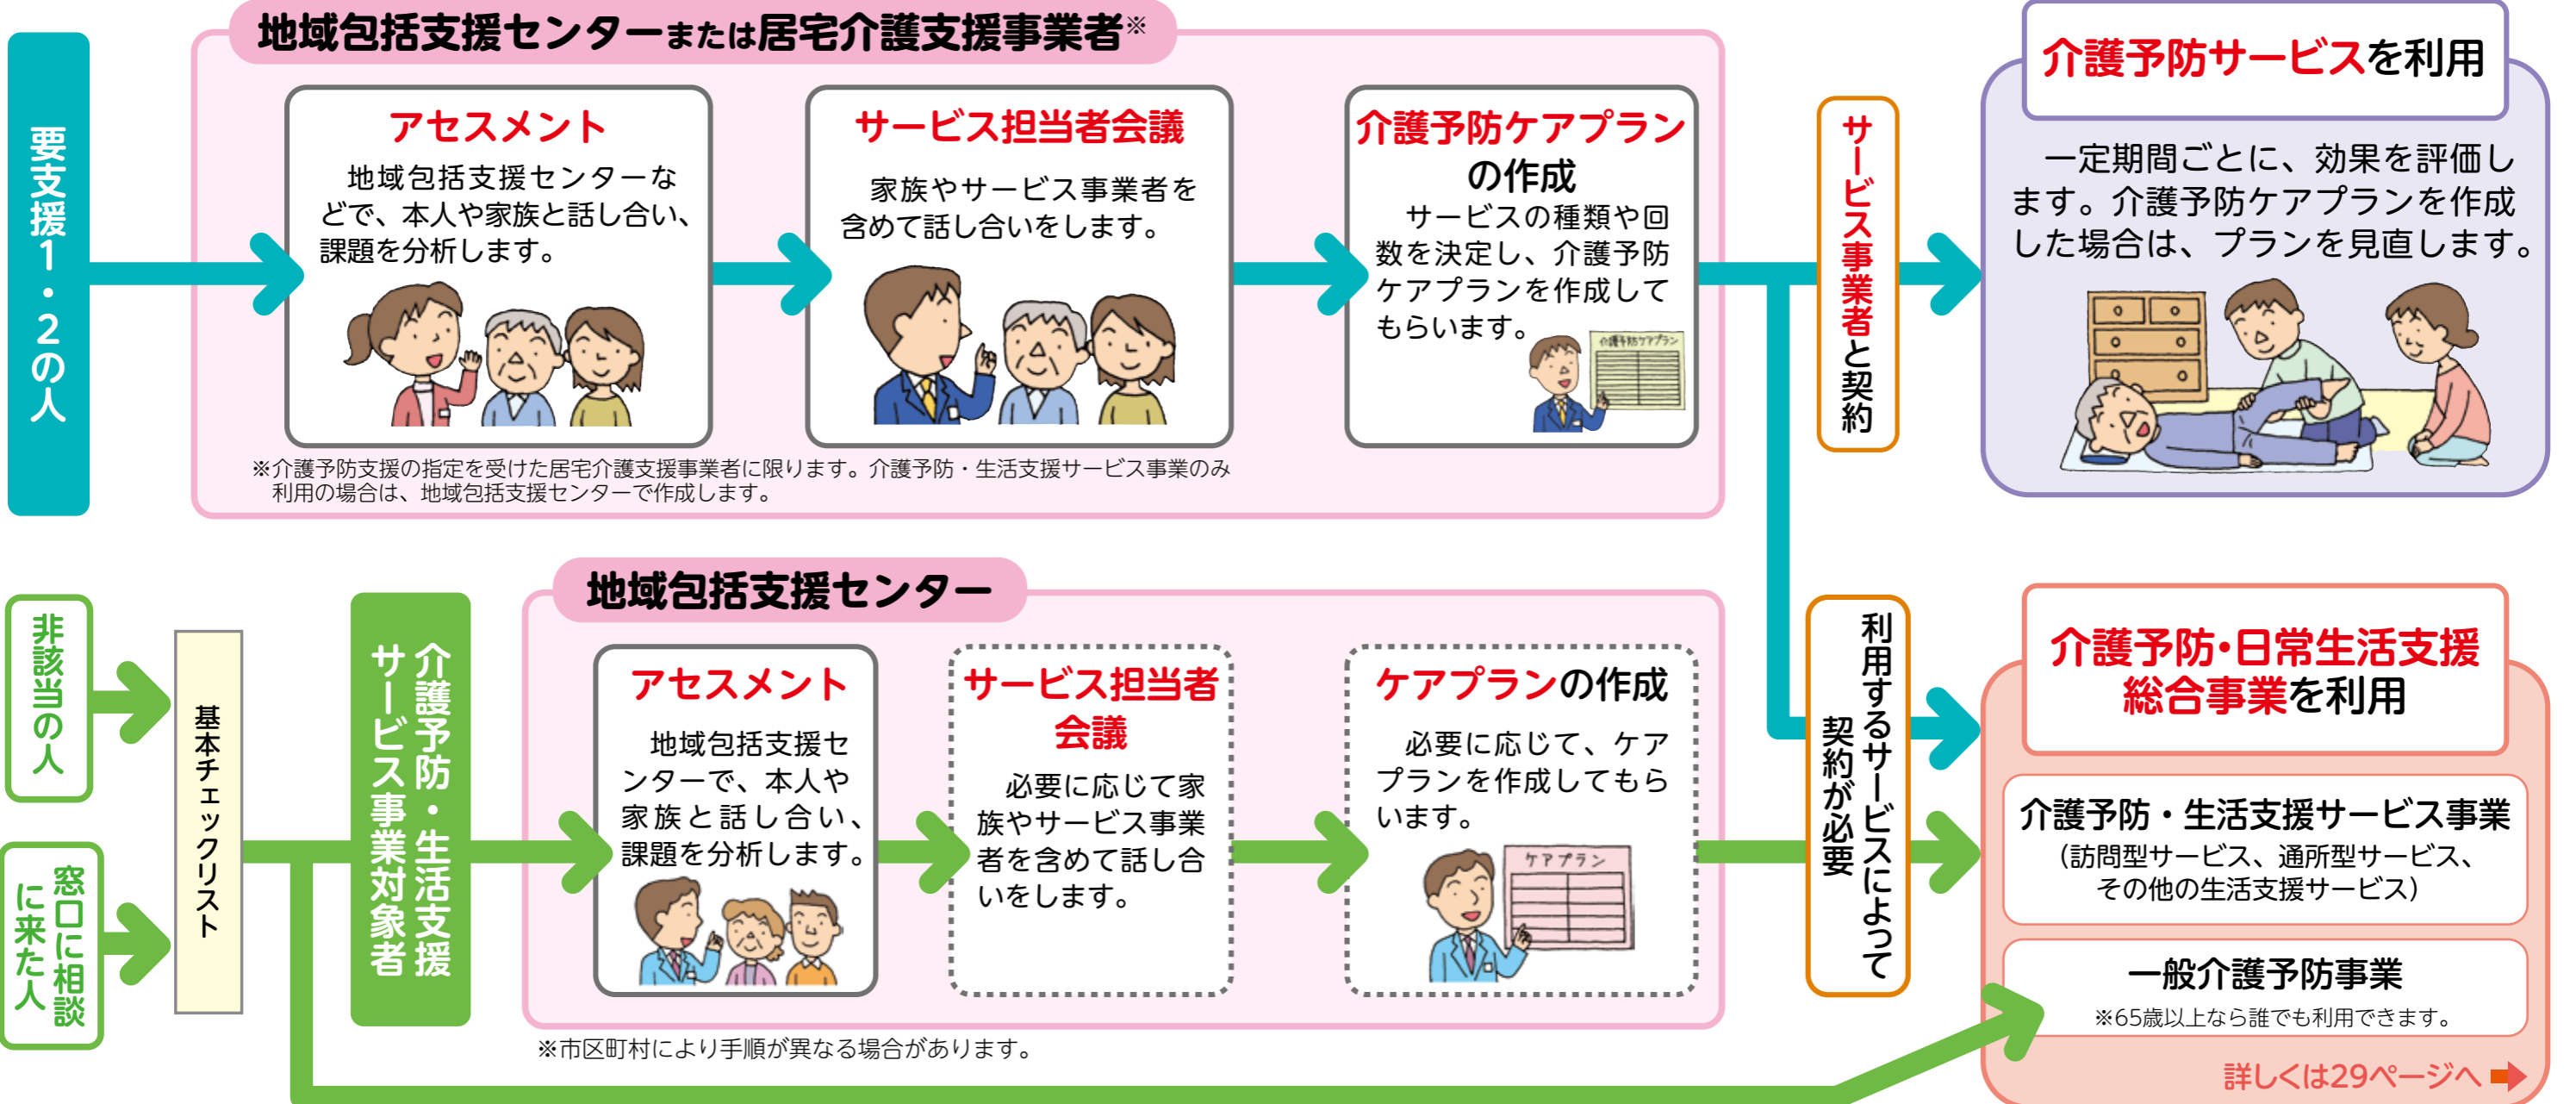 要支援1・2の人
地域包括支援センターまたは居宅介護支援事業者※
アセスメント
地域包括支援センターな
どで、本人や家族と話し合い、
課題を分析します。
サービス担当者会議
家族やサービス事業者を
含めて話し合いをします。
介護予防ケアプラン
の作成
サービスの種類や回
数を決定し、介護予防
ケアプランを作成して
もらいます。
介護予防ケアプラン
※介護予防支援の指定を受けた居宅介護支援事業者に限ります。介護予防・生活支援サービス事業のみ
利用の場合は、地域包括支援センターで作成します。
サービス事業者と契約
介護予防サービスを利用
一定期間ごとに、効果を評価し
ます。介護予防ケアプランを作成
した場合は、プランを見直します。
非該当の人
窓口に相談
に来た人
基本チェックリスト
介護予防・生活支援
サービス事業対象者
地域包括支援センター
アセスメント
地域包括支援セ
ンターで、本人や
家族と話し合い、
課題を分析します。
サービス担当者
会議
必要に応じて家
族やサービス事業
者を含めて話し合
いをします。
ケアプランの作成
必要に応じて、ケア
プランを作成してもら
います。
ケアプラン
※市区町村により手順が異なる場合があります。
利用するサービスによって
契約が必要
介護予防・日常生活支援
総合事業を利用
介護予防・生活支援サービス事業
（訪問型サービス、通所型サービス、
その他の生活支援サービス）
一般介護予防事業
※65歳以上なら誰でも利用できます。
詳しくは29ページへ